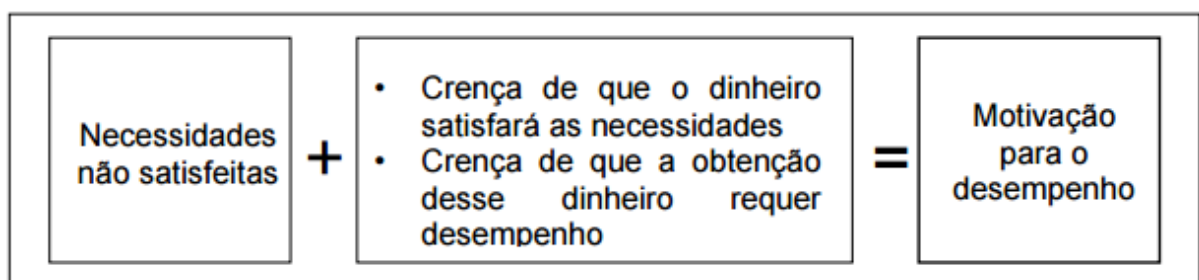 Necessidades
não satisfeitas
+
• Crença de que o dinheiro
satisfará as necessidades
• Crença de que a obtenção
desse dinheiro requer
desempenho
=
Motivação
para o
desempenho